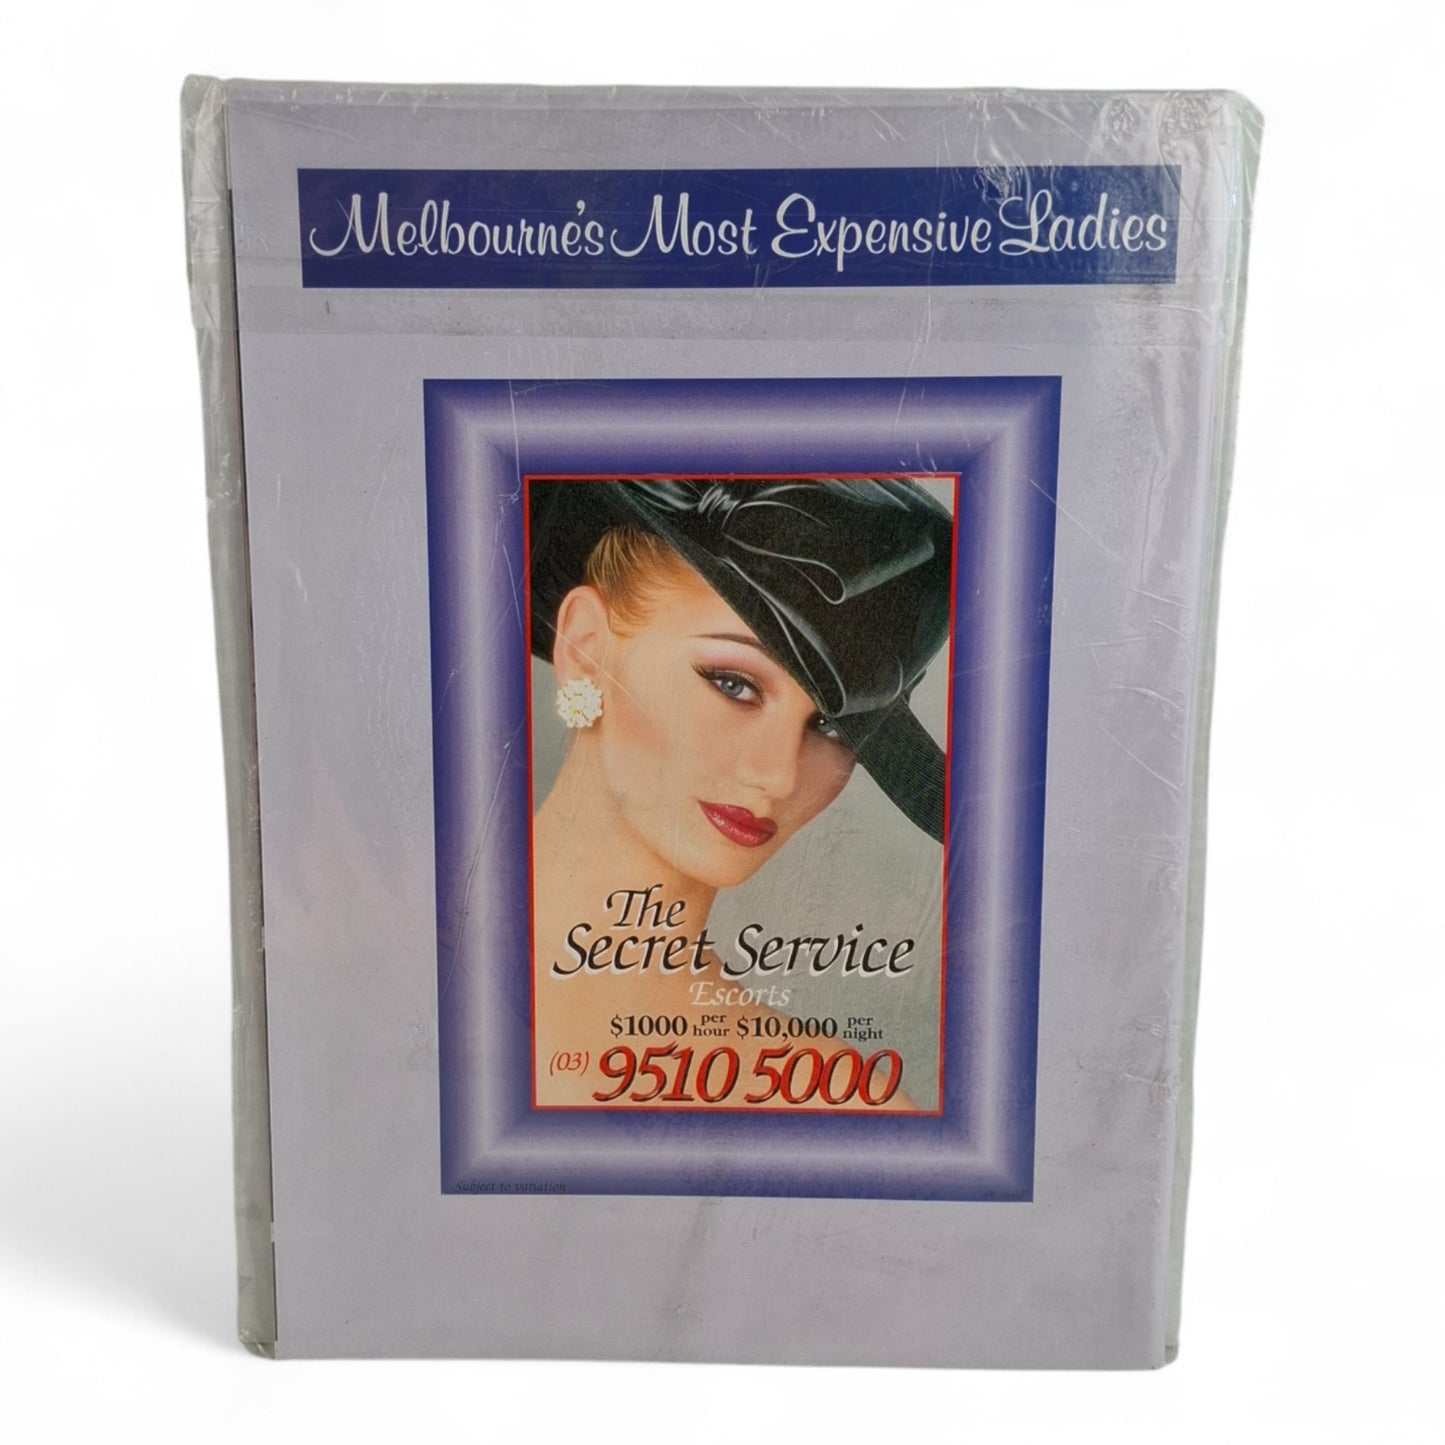 Melbourne's Most Expensive Ladies
The
Secret Service
Escorts
$1000 per hour $10,000 per night
(03) 9510 5000
Subject to variation